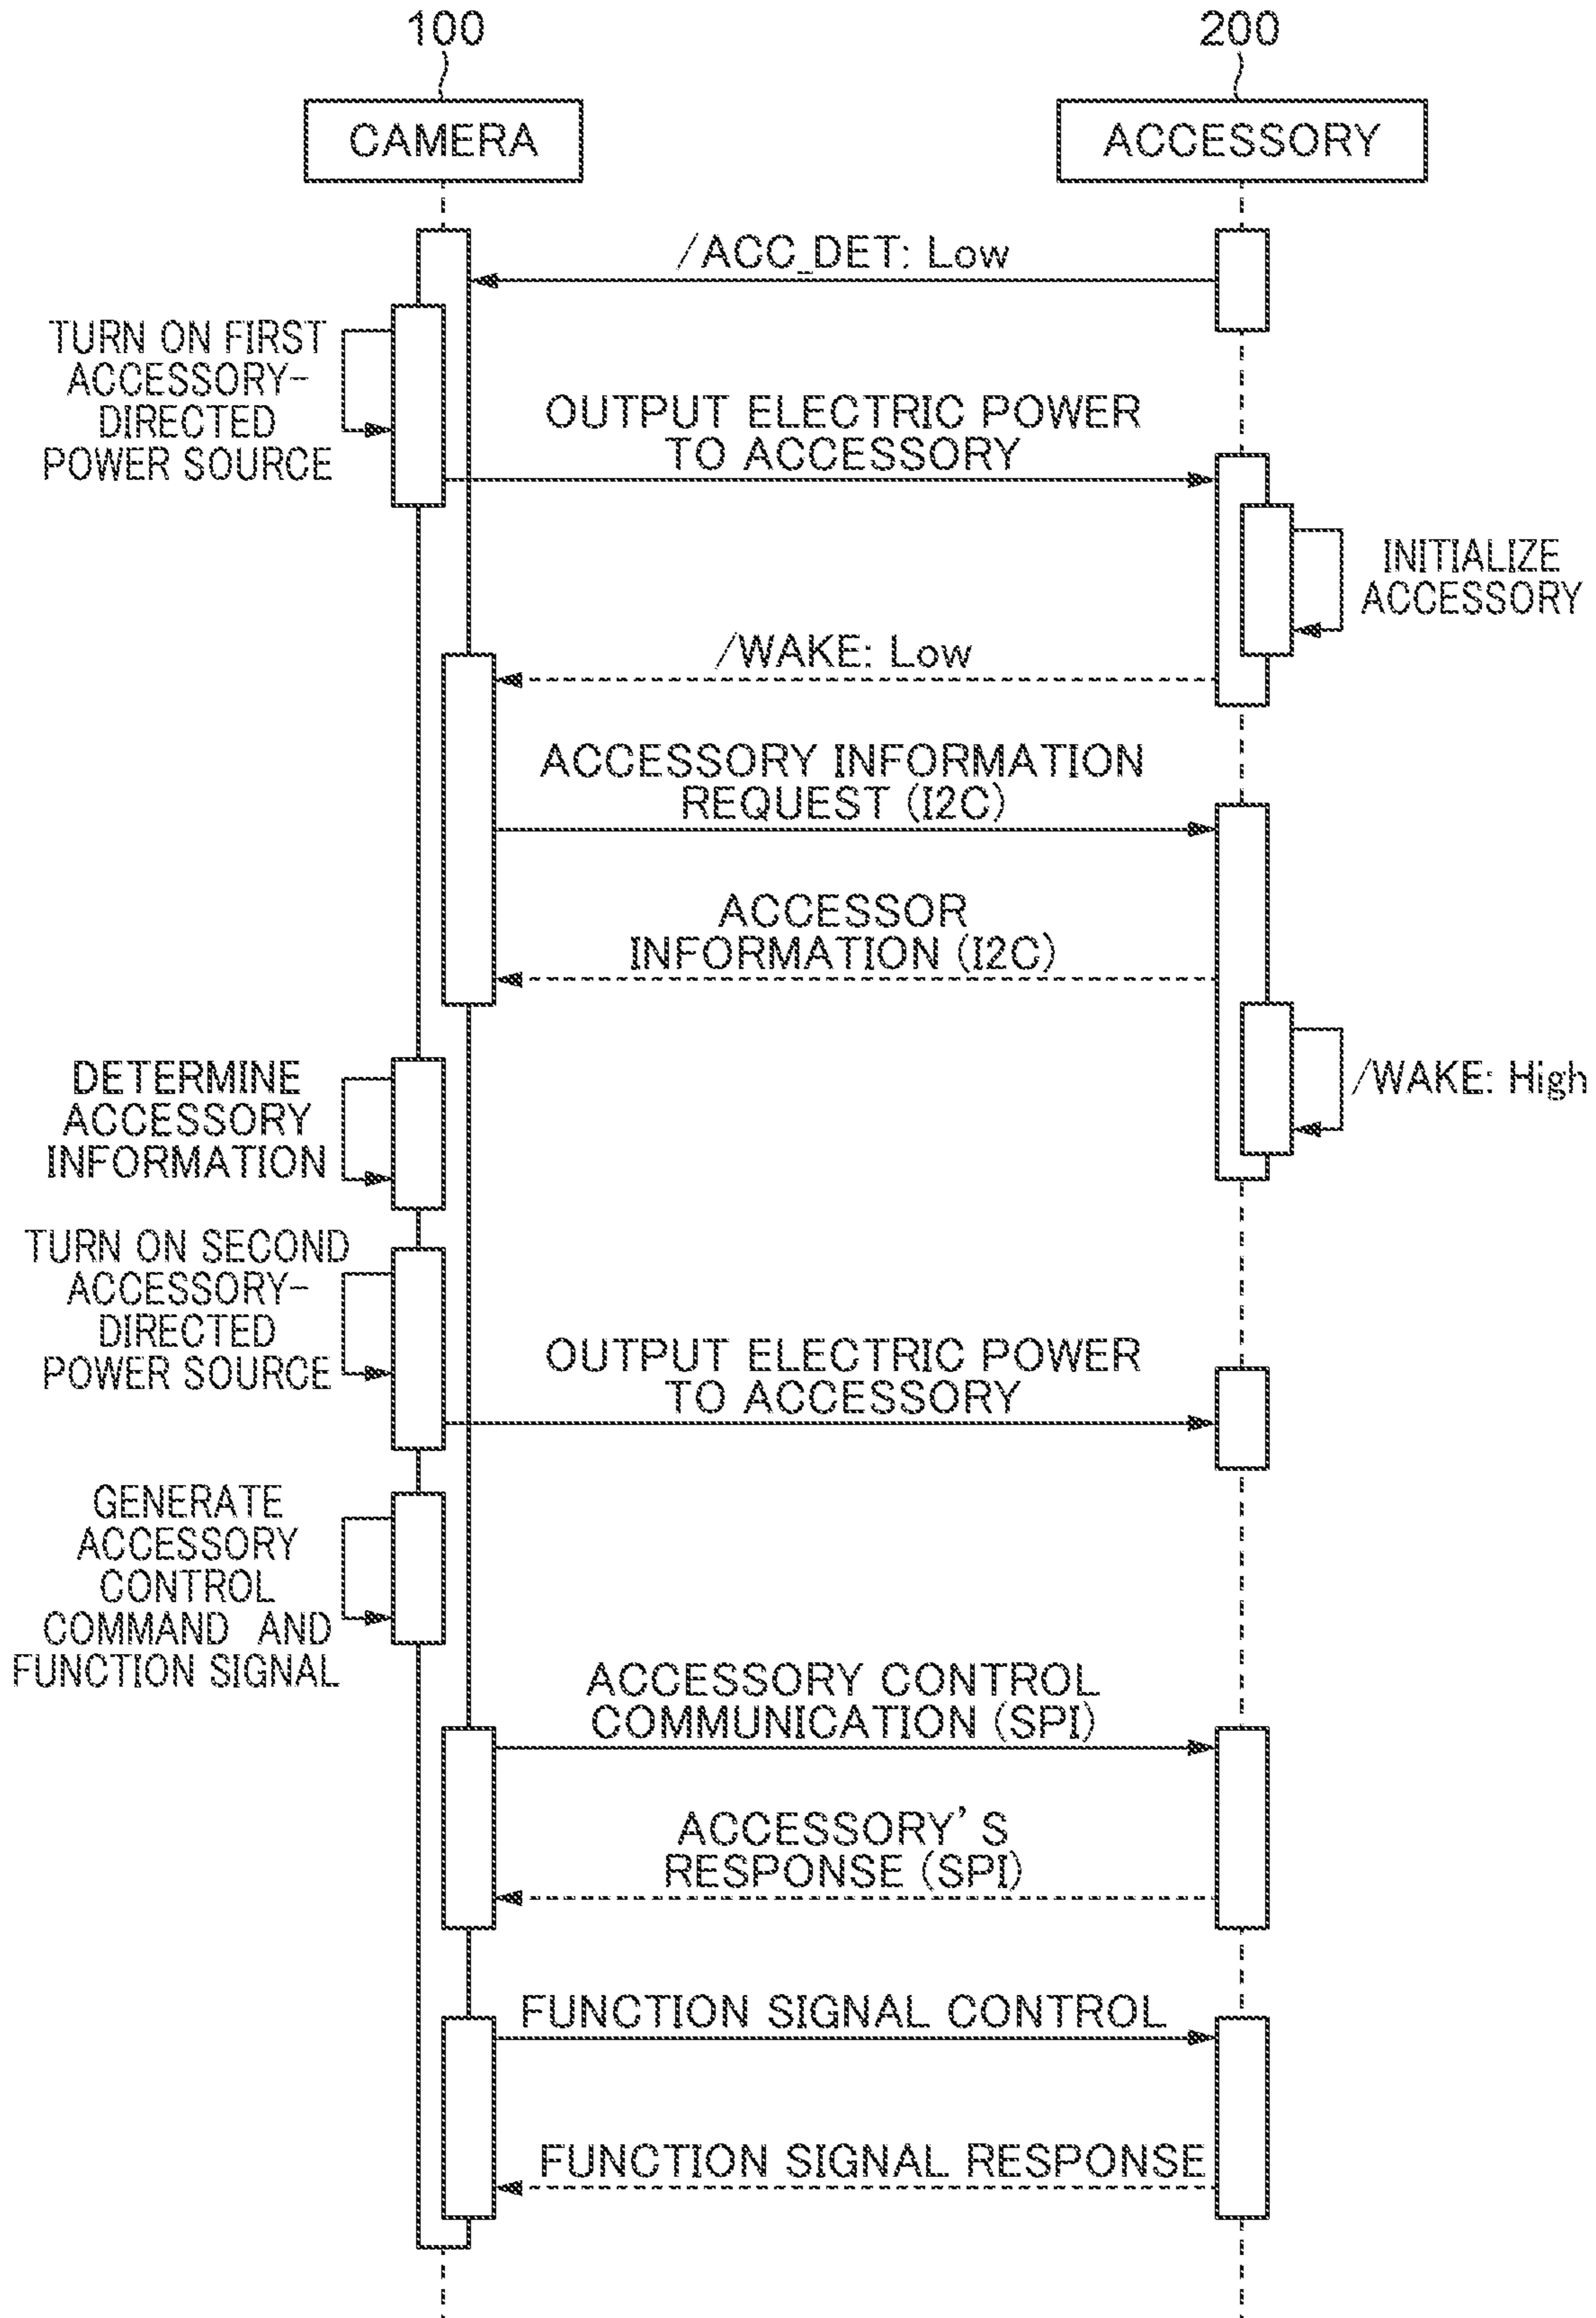 100
200
CAMERA
ACCESSORY
/ACC_DET: Low
TURN ON FIRST
ACCESSORY-
DIRECTED
POWER SOURCE
OUTPUT ELECTRIC POWER
TO ACCESSORY
INITIALIZE
ACCESSORY
/WAKE: Low
ACCESSORY INFORMATION
REQUEST (I2C)
ACCESSOR
INFORMATION (I2C)
DETERMINE
ACCESSORY
INFORMATION
/WAKE: High
TURN ON SECOND
ACCESSORY-
DIRECTED
POWER SOURCE
OUTPUT ELECTRIC POWER
TO ACCESSORY
GENERATE
ACCESSORY
CONTROL
COMMAND AND
FUNCTION SIGNAL
ACCESSORY CONTROL
COMMUNICATION (SPI)
ACCESSORY'S
RESPONSE (SPI)
FUNCTION SIGNAL CONTROL
FUNCTION SIGNAL RESPONSE